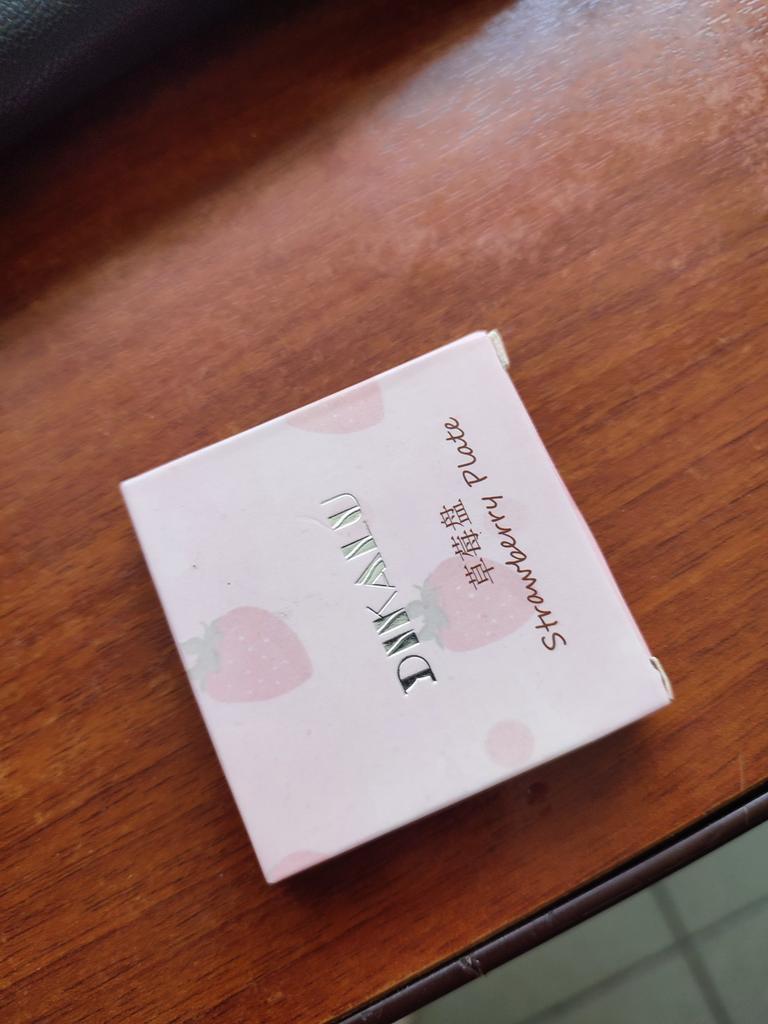 DIKALU
草莓盘
Strawberry Plate